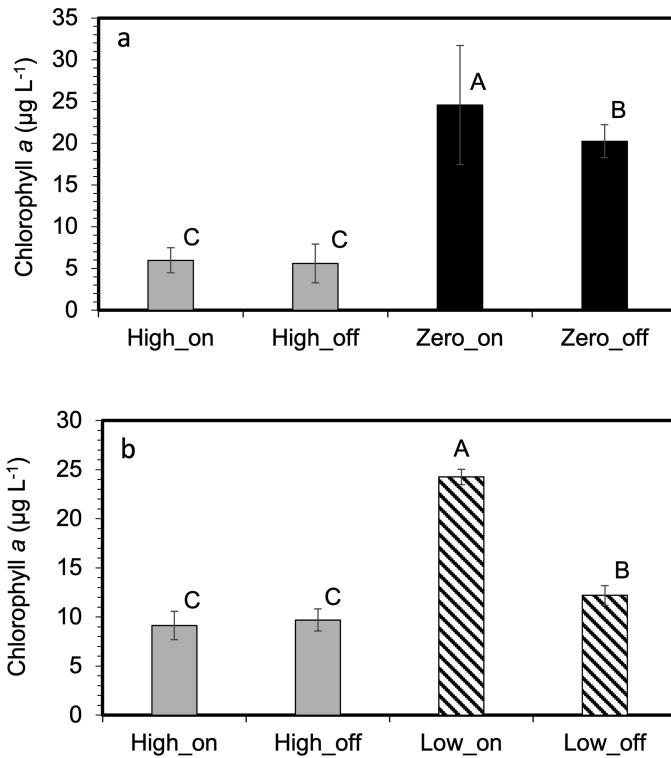 a
Chlorophyll a (µg L-1)
35
30
25
20
15
10
5
0
C
C
A
B
High_on
High_off
Zero_on
Zero_off
b
Chlorophyll a (µg L-1)
30
25
20
15
10
5
0
C
C
A
B
High_on
High_off
Low_on
Low_off